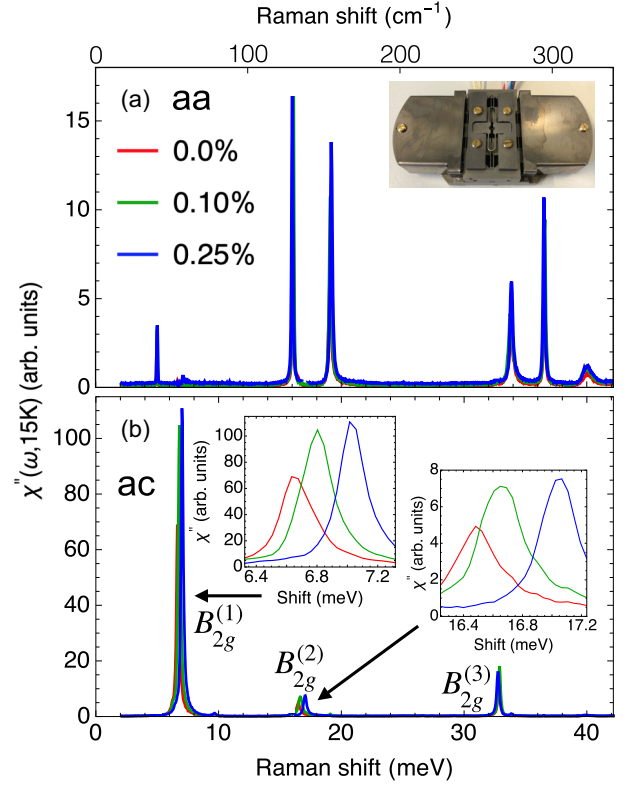 Raman shift (cm⁻¹)
0 100 200 300
(a) aa
0.0%
0.10%
0.25%
15
10
5
0
χ''(ω,15K) (arb. units)
(b)
ac
100
80
60
40
20
0
χ'' (arb. units)
100
80
60
40
20
0
6.4 6.8 7.2
Shift (meV)
χ'' (arb. units)
8
6
4
2
0
16.4 16.8 17.2
Shift (meV)
B₂g⁽¹⁾
B₂g⁽²⁾
B₂g⁽³⁾
0 10 20 30 40
Raman shift (meV)